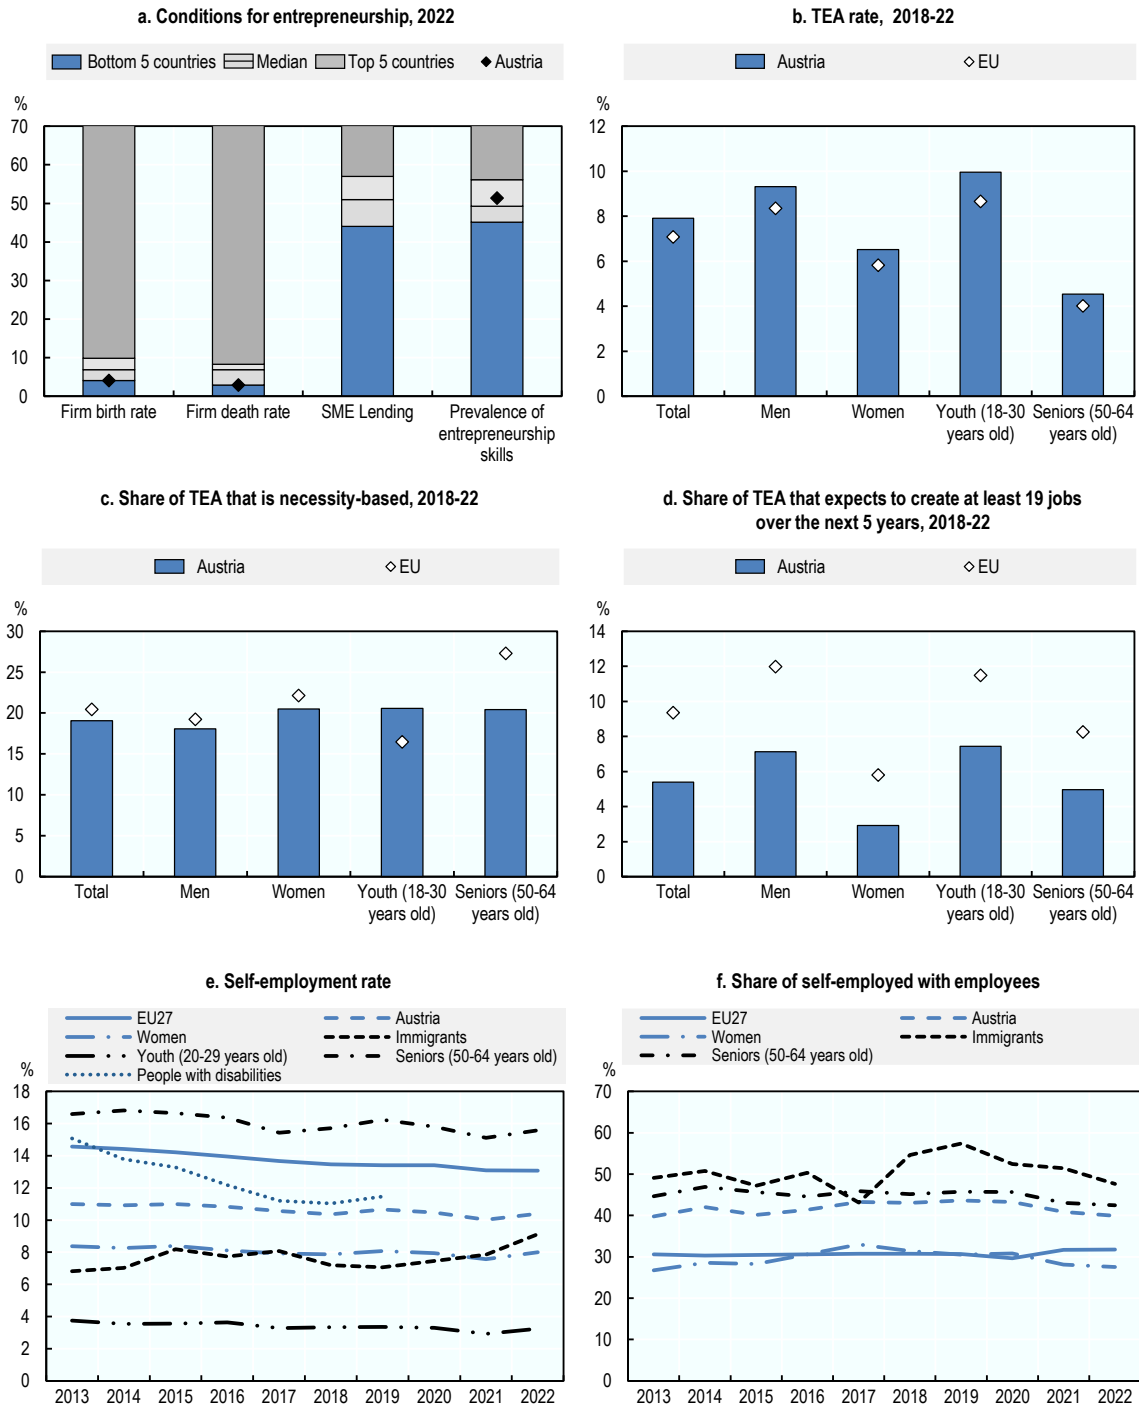 a. Conditions for entrepreneurship, 2022
Bottom 5 countries Median Top 5 countries Austria
%
70
60
50
40
30
20
10
0
Firm birth rate Firm death rate SME Lending Prevalence of
entrepreneurship
skills
b. TEA rate, 2018-22
Austria EU
%
12
10
8
6
4
2
0
Total Men Women Youth (18-30 Seniors (50-64
years old) years old)
c. Share of TEA that is necessity-based, 2018-22
Austria EU
%
30
25
20
15
10
5
0
Total Men Women Youth (18-30 Seniors (50-64
years old) years old)
d. Share of TEA that expects to create at least 19 jobs
over the next 5 years, 2018-22
Austria EU
%
14
12
10
8
6
4
2
0
Total Men Women Youth (18-30 Seniors (50-64
years old) years old)
e. Self-employment rate
EU27 Austria
Women Immigrants
Youth (20-29 years old) Seniors (50-64 years old)
People with disabilities
%
18
16
14
12
10
8
6
4
2
0
2013 2014 2015 2016 2017 2018 2019 2020 2021 2022
f. Share of self-employed with employees
EU27 Austria
Women Immigrants
Seniors (50-64 years old)
%
70
60
50
40
30
20
10
0
2013 2014 2015 2016 2017 2018 2019 2020 2021 2022